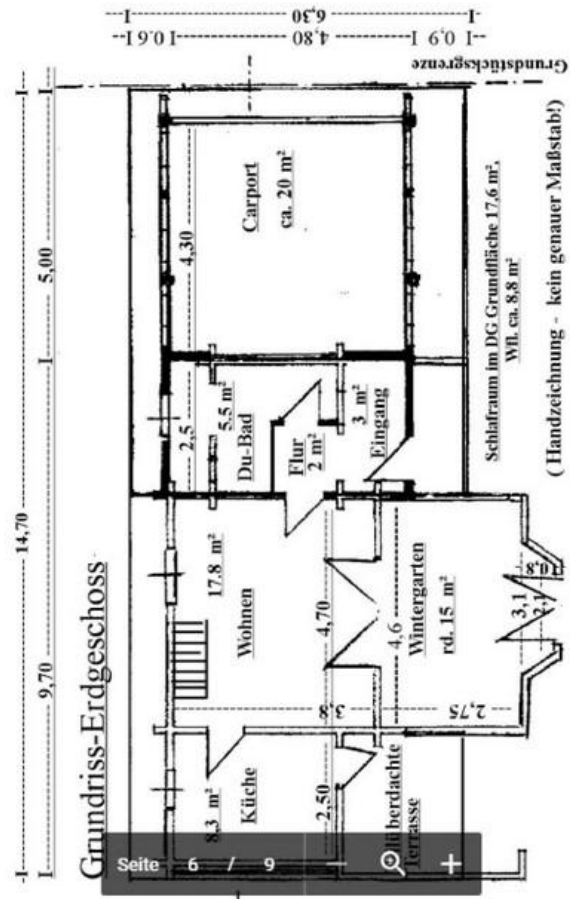 Grundriss-Erdgeschoss
14,70
9,70
5,00
6,30
0.61
4,80
0,9
Grundstücksgrenze
4,30
Carport
ca. 20 m²
2,5
5.5 m²
Du-Bad
Flur
2 m²
3 m²
Eingang
17.8 m²
Wohnen
4,70
3,8
4,6
Wintergarten
rd. 15 m²
2,75
3,1
2,1
0,8
8.3 m²
Küche
2,50
Terrasse
Schlafraum im DG Grundfläche 17,6 m²,
Wfl. ca. 8,8 m²
( Handzeichnung - kein genauer Maßstab!)
Seite 6 / 9